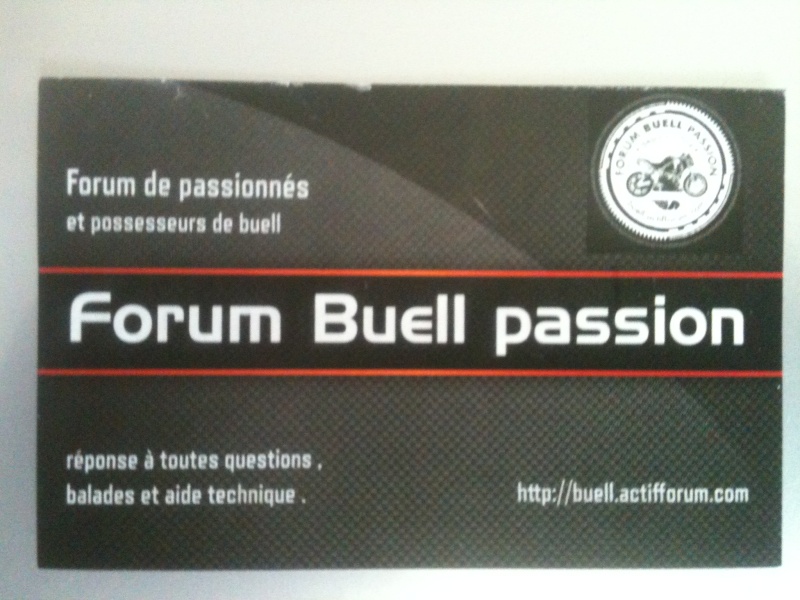 Forum de passionnés
et possesseurs de buell
FORUM BUELL PASSION
Forum Buell passion
réponse à toutes questions ,
balades et aide technique .
http://buell.actifforum.com